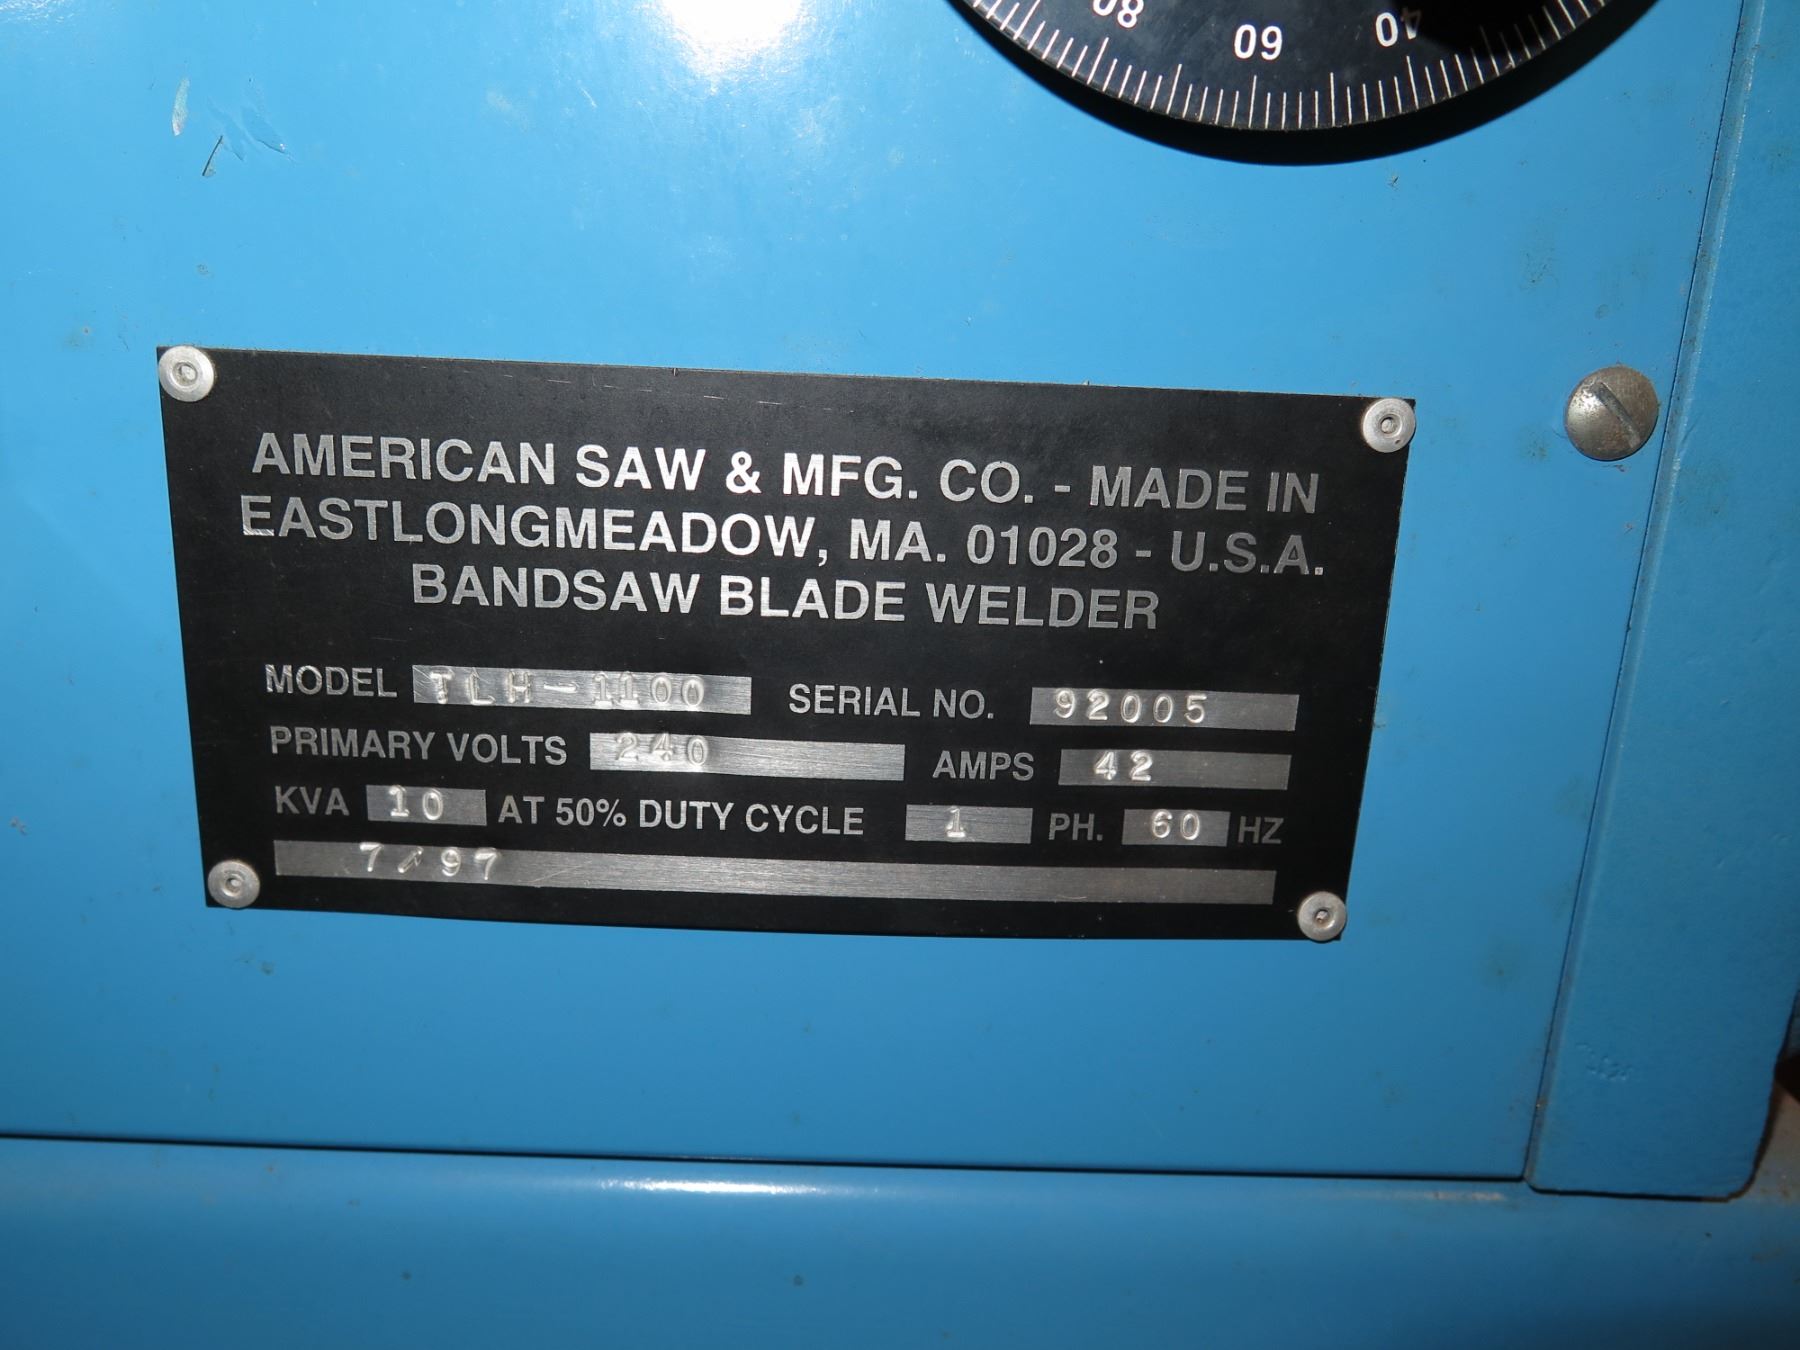 80 60 40
AMERICAN SAW & MFG. CO. - MADE IN
EASTLONGMEADOW, MA. 01028 - U.S.A.
BANDSAW BLADE WELDER
MODEL TLH-1100 SERIAL NO. 92005
PRIMARY VOLTS 240 AMPS 42
KVA 10 AT 50% DUTY CYCLE 1 PH. 60 HZ
7/97